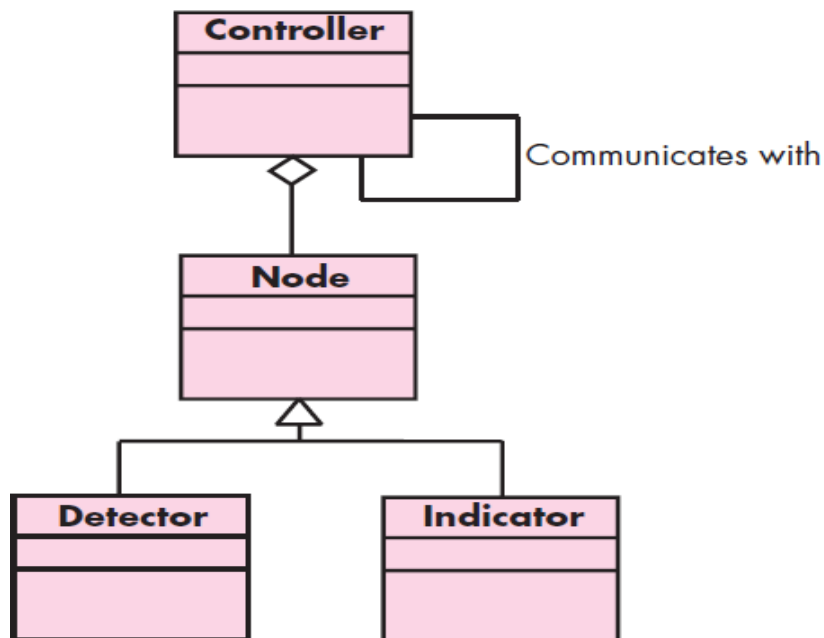 Controller
Communicates with
Node
Detector
Indicator